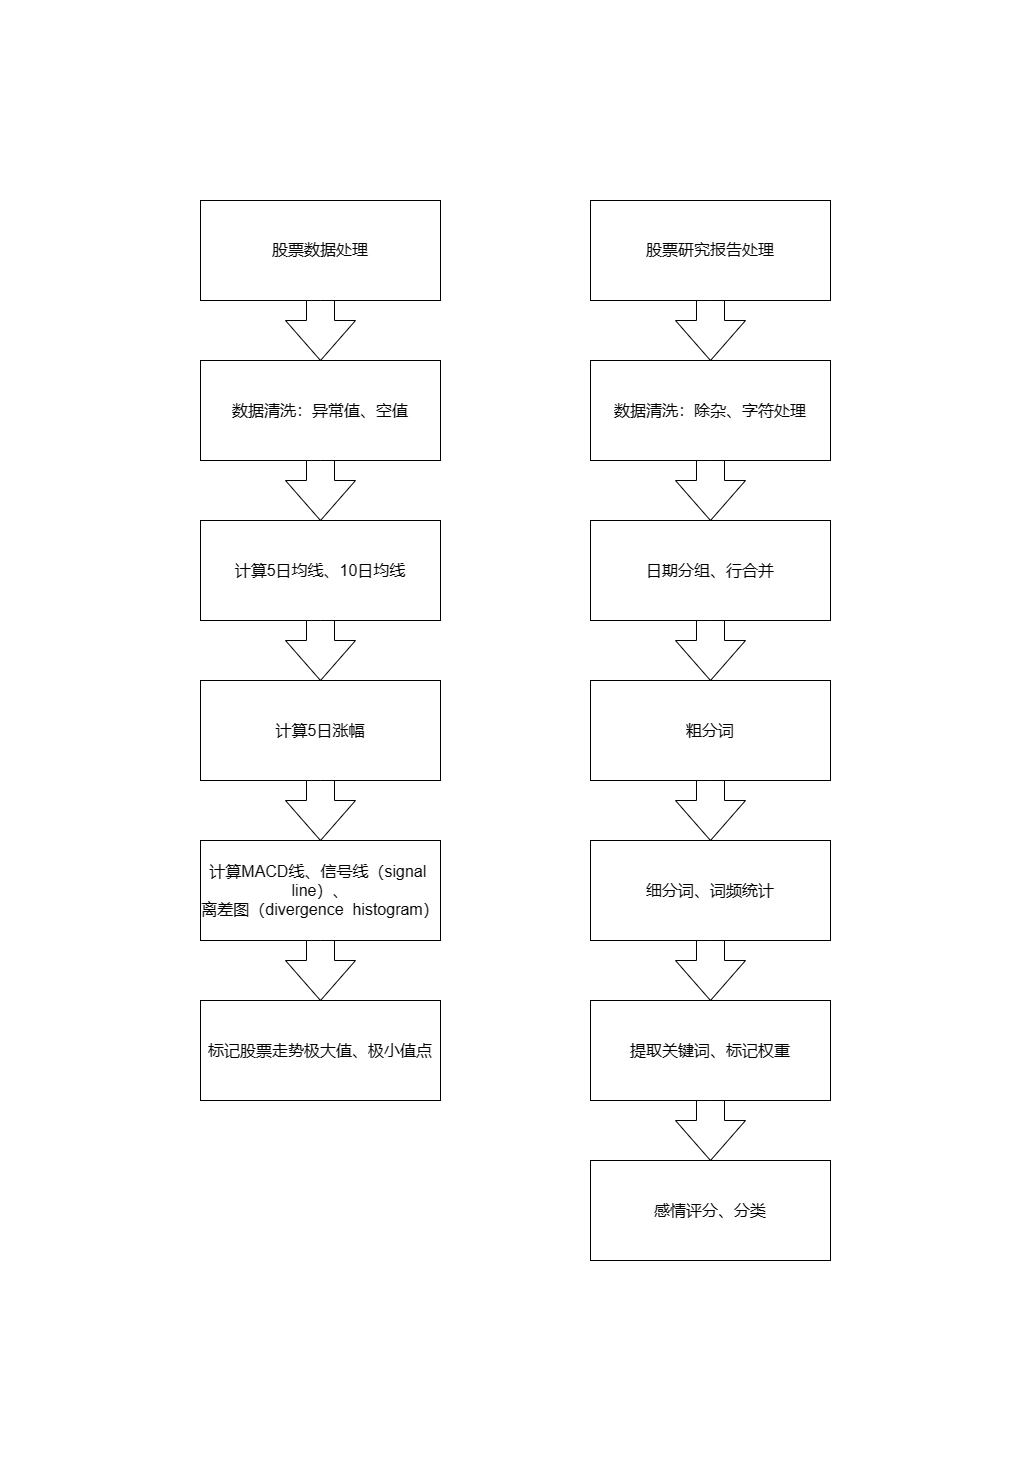 股票数据处理
数据清洗：异常值、空值
计算5日均线、10日均线
计算5日涨幅
计算MACD线、信号线（signal
line）、
离差图（divergence histogram）
标记股票走势极大值、极小值点
股票研究报告处理
数据清洗：除杂、字符处理
日期分组、行合并
粗分词
细分词、词频统计
提取关键词、标记权重
感情评分、分类